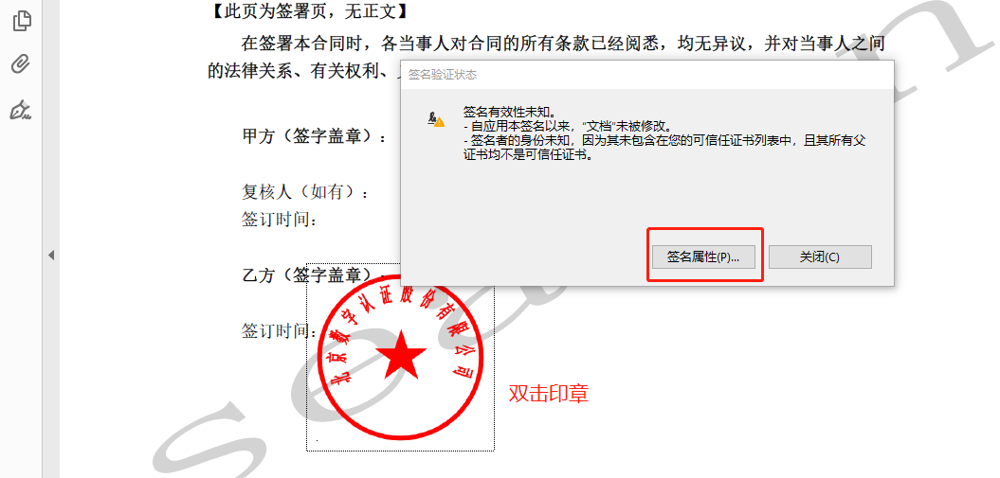 【此页为签署页，无正文】
在签署本合同时，各当事人对合同的所有条款已经阅悉，均无异议，并对当事人之间
的法律关系、有关权利、
签名验证状态
签名有效性未知。
- 自应用本签名以来，“文档”未被修改。
- 签名者的身份未知，因为其未包含在您的可信任证书列表中，且其所有父
证书均不是可信任证书。
签名属性(P)...
关闭(C)
甲方（签字盖章）：
复核人（如有）：
签订时间：
乙方（签字盖章）：
签订时间：
北京数字认证股份有限公司
双击印章